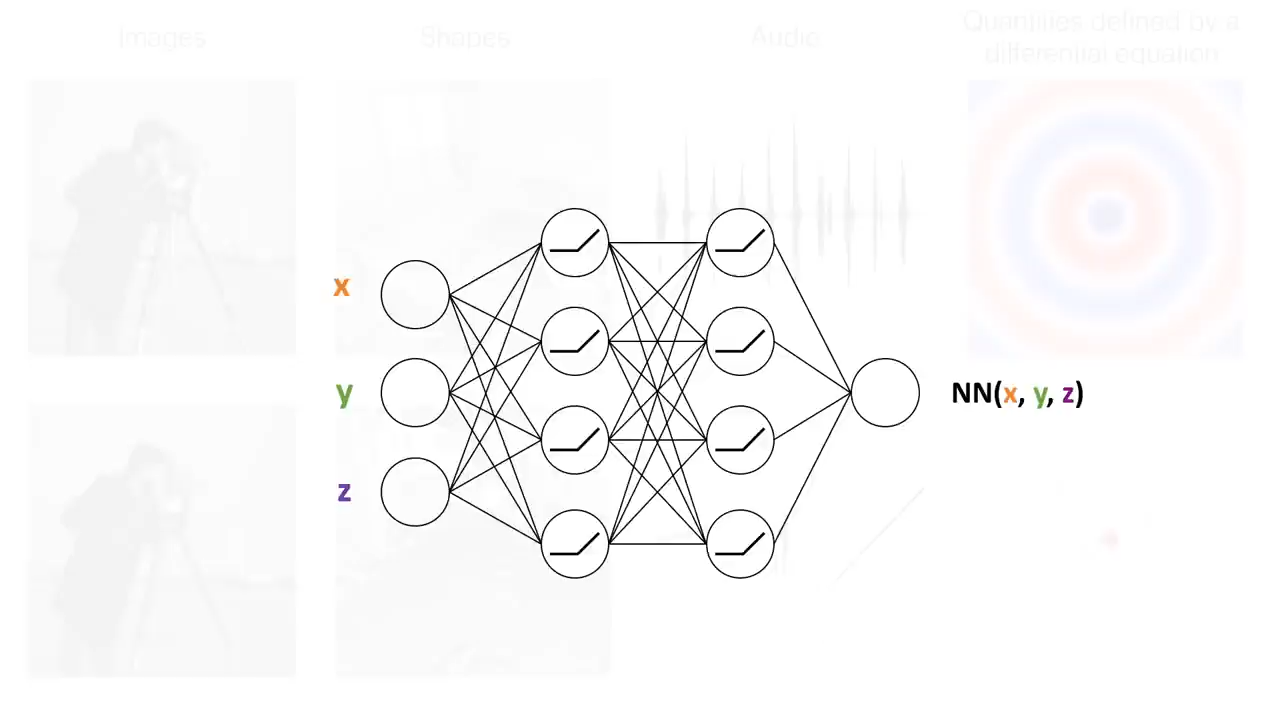 Images
Shapes
Audio
Quantities defined by a
differential equation
x
y
z
NN(x, y, z)